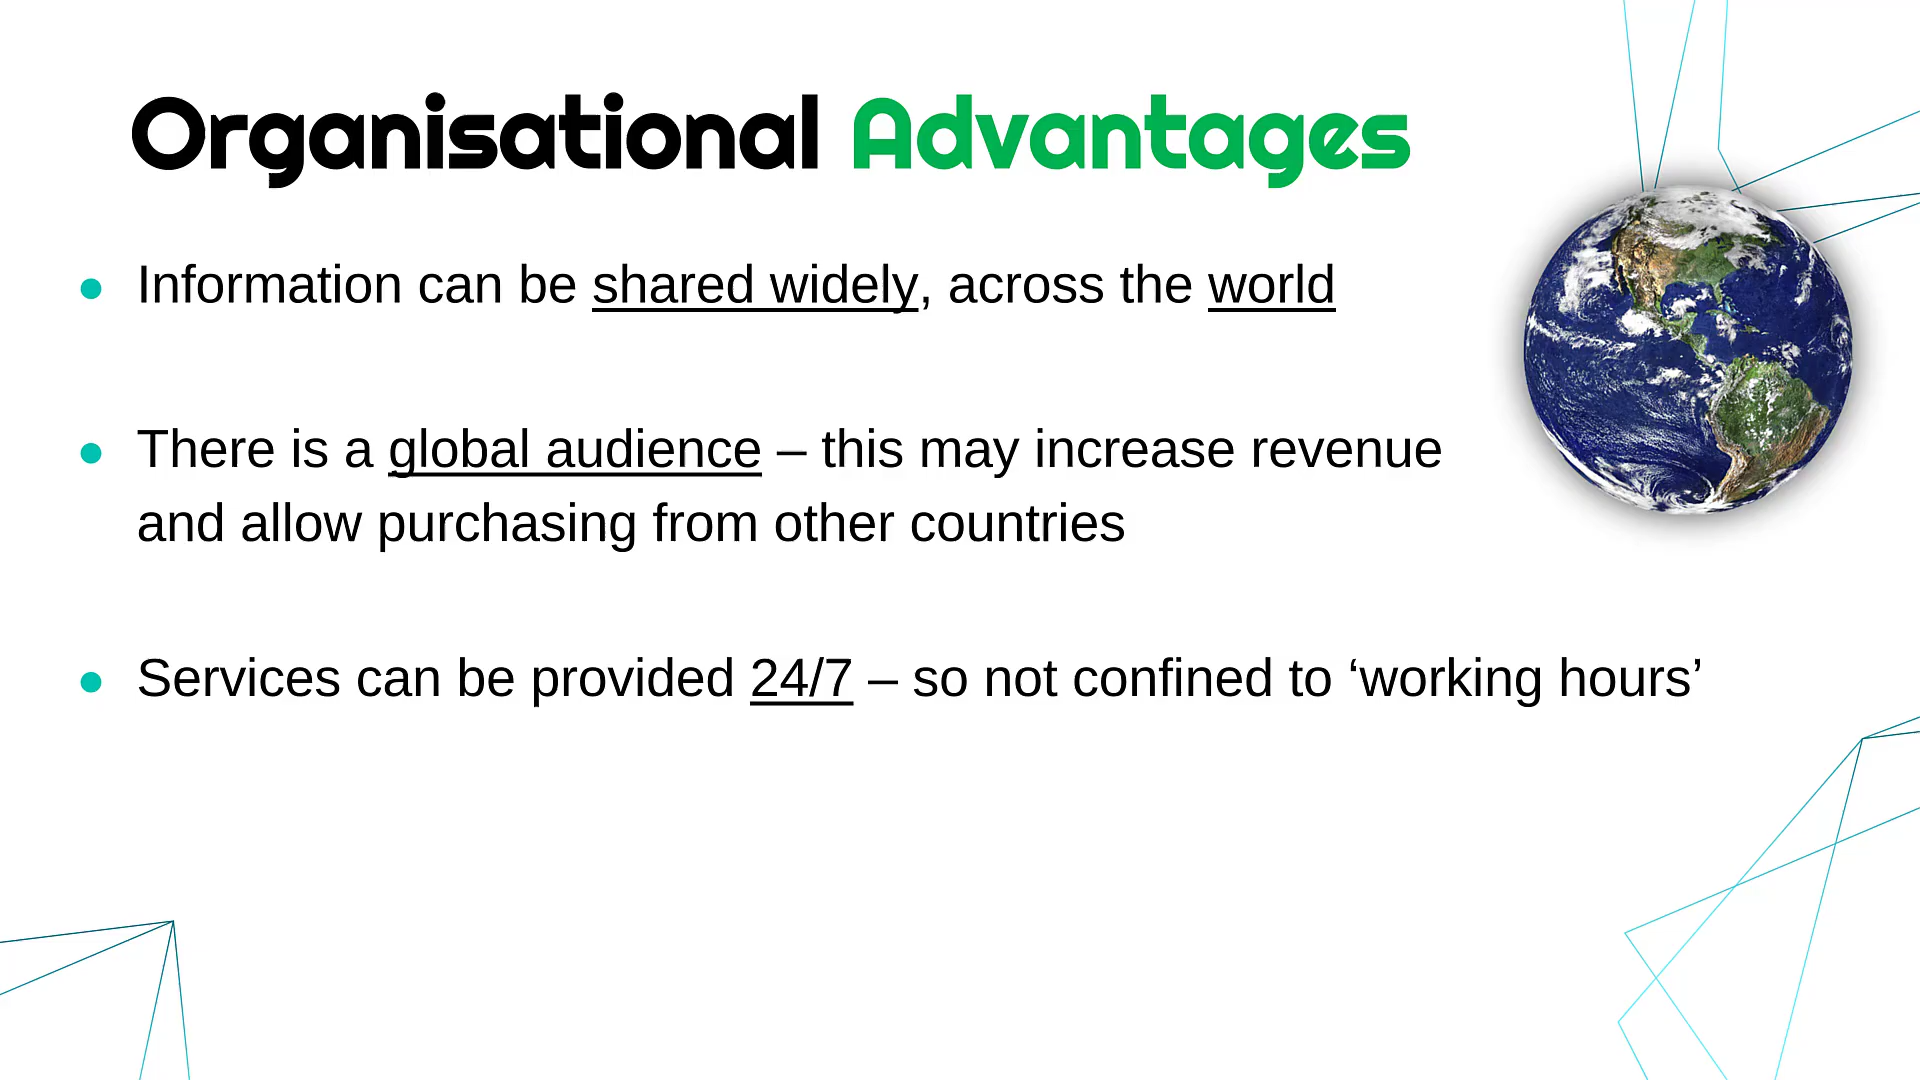 Organisational Advantages
• Information can be shared widely, across the world
• There is a global audience – this may increase revenue
and allow purchasing from other countries
• Services can be provided 24/7 – so not confined to ‘working hours’